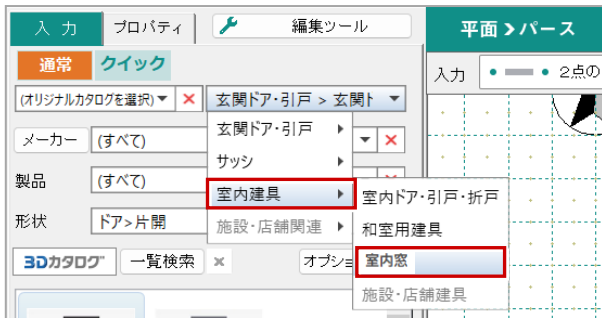 入 力 プロパティ 編集ツール 平面 > パース
通常 クイック
入力 2点の
(オリジナルカタログを選択) 玄関ドア・引戸 > 玄関ト
メーカー (すべて)
玄関ドア・引戸
サッシ
製品 (すべて)
室内建具
室内ドア・引戸・折戸
形状 ドア>片開
施設・店舗関連
和室用建具
3Dカタログ 一覧検索 オプショ
室内窓
施設・店舗建具